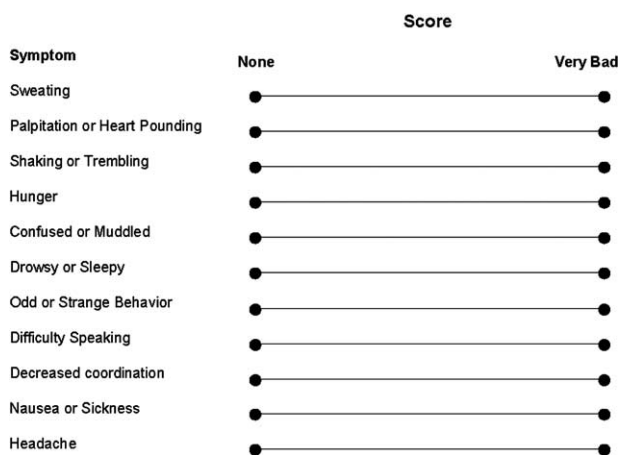 Score
Symptom
None Very Bad
Sweating
Palpitation or Heart Pounding
Shaking or Trembling
Hunger
Confused or Muddled
Drowsy or Sleepy
Odd or Strange Behavior
Difficulty Speaking
Decreased coordination
Nausea or Sickness
Headache